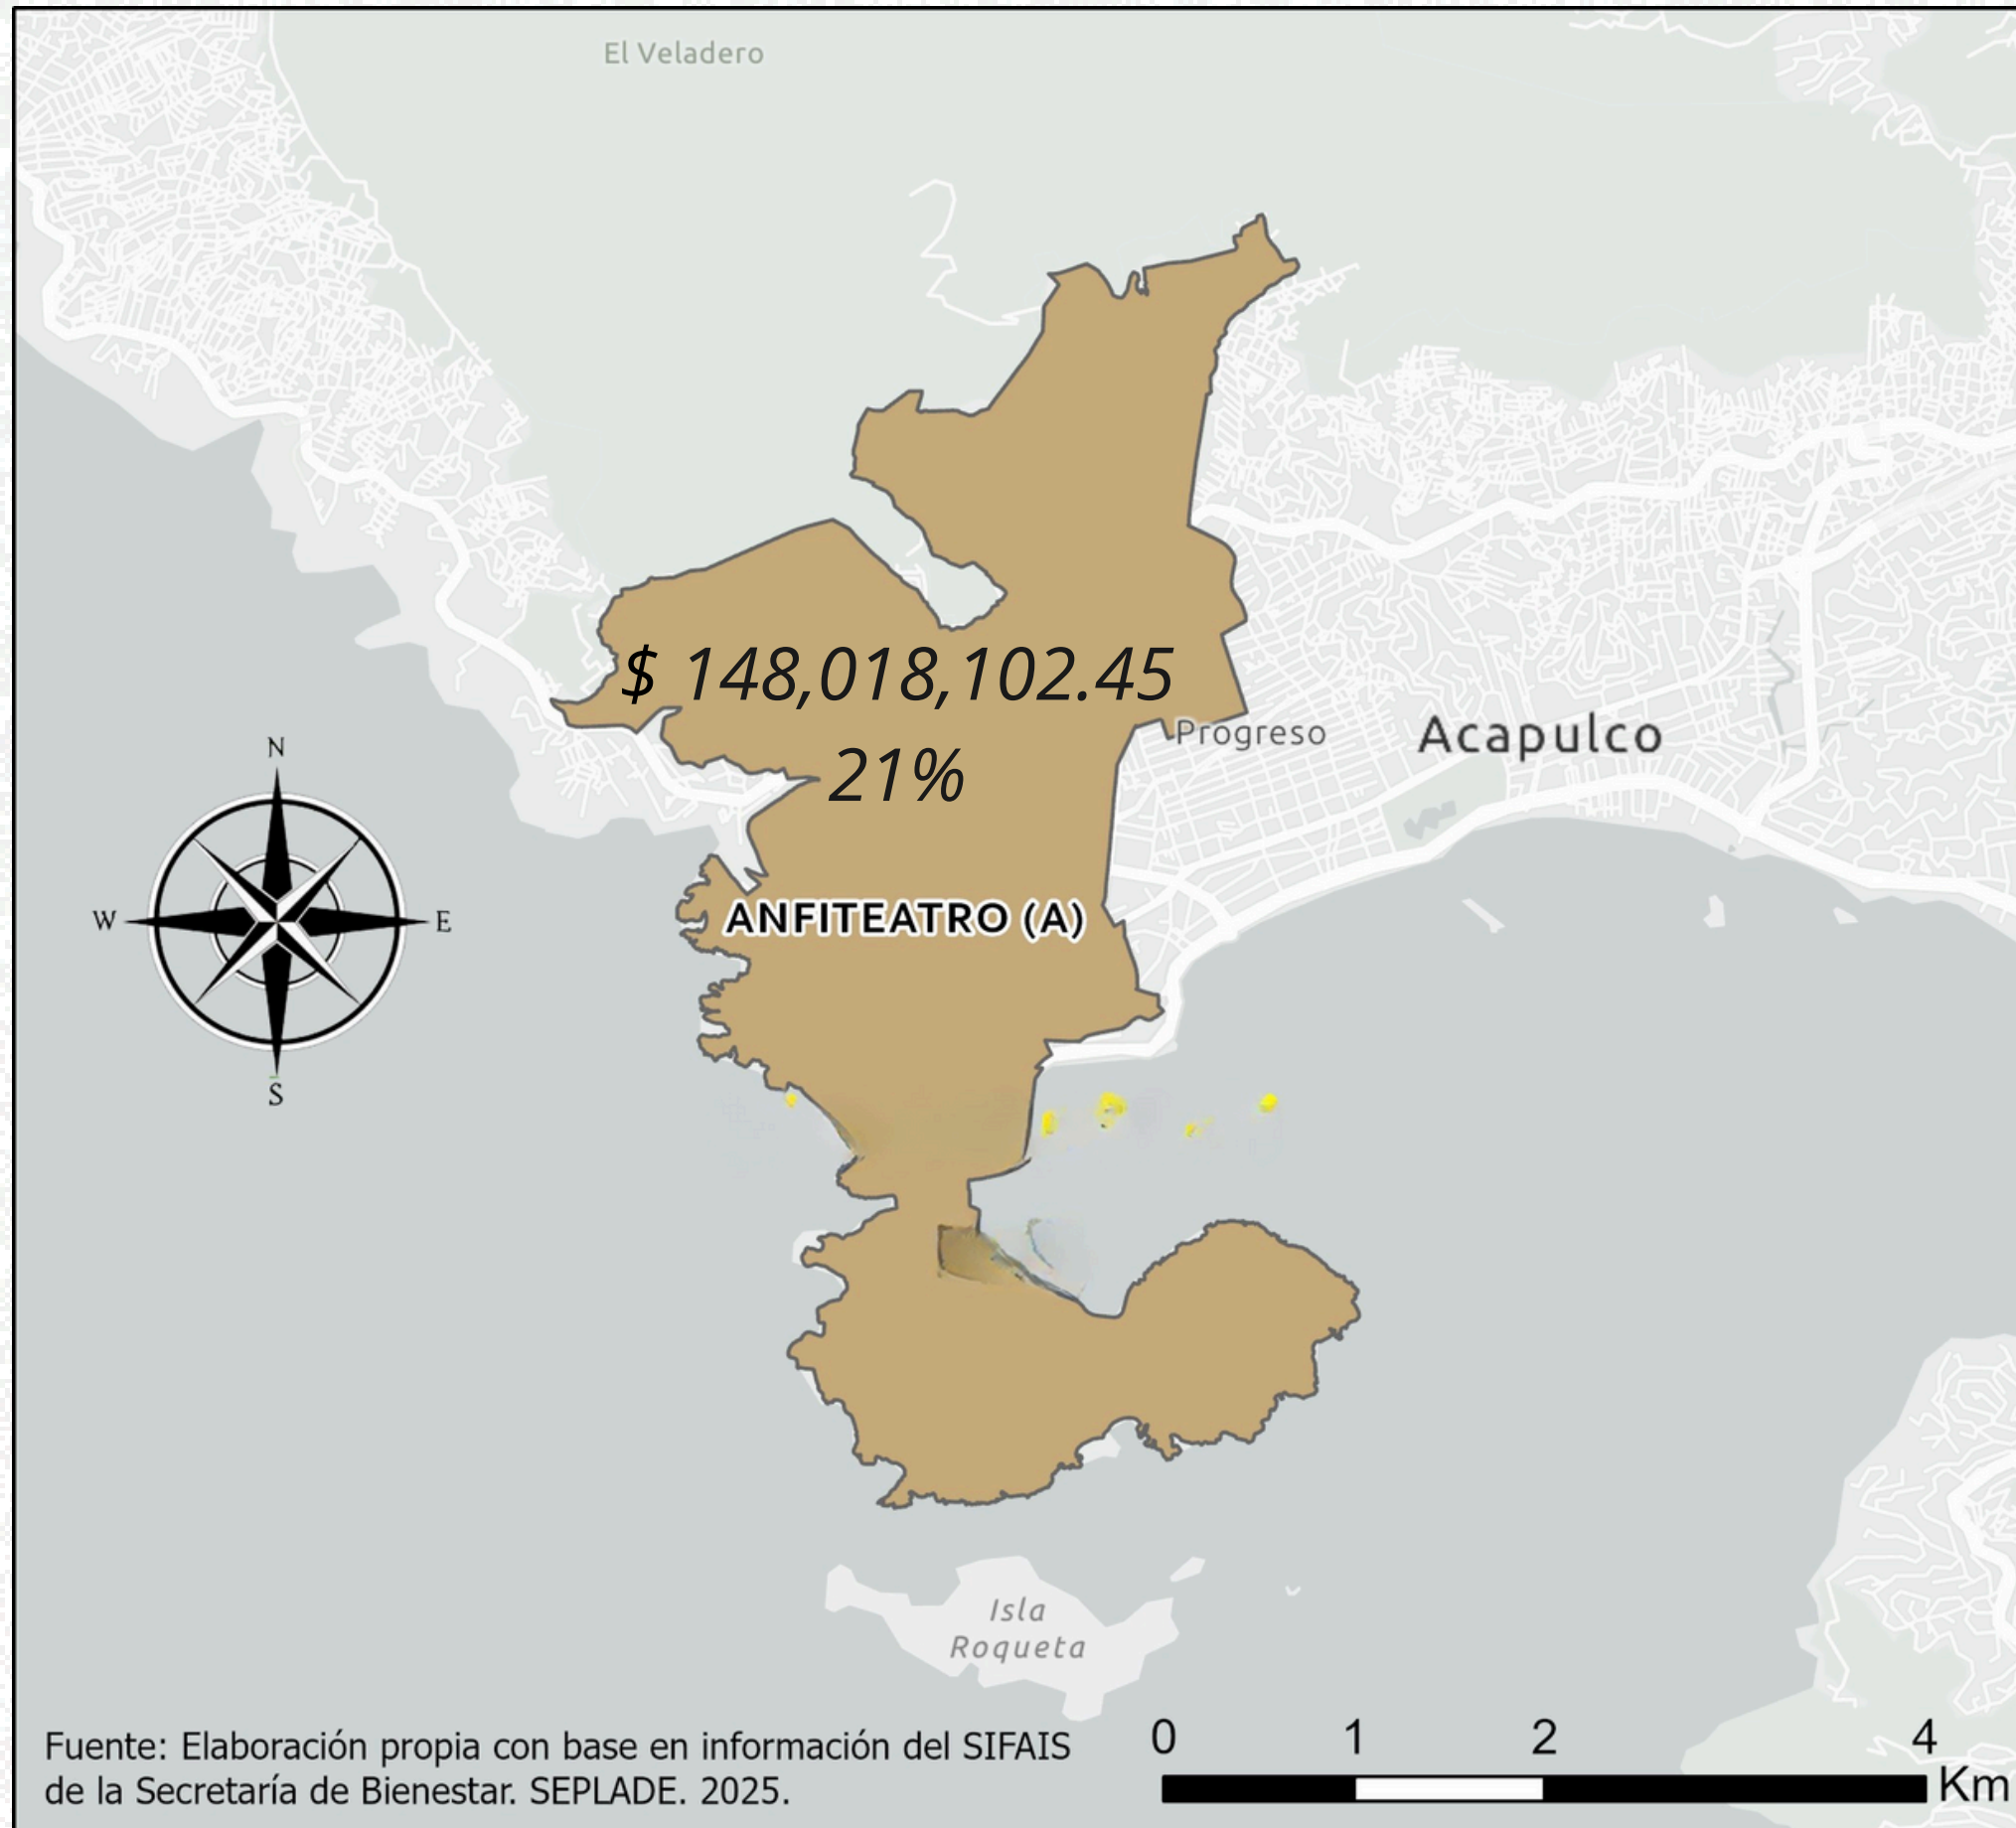 El Veladero
$ 148,018,102.45
Progreso
Acapulco
21%
N
W
E
S
ANFITEATRO (A)
Isla
Roqueta
Fuente: Elaboración propia con base en información del SIFAIS
de la Secretaría de Bienestar. SEPLADE. 2025.
0 1 2 4
Km